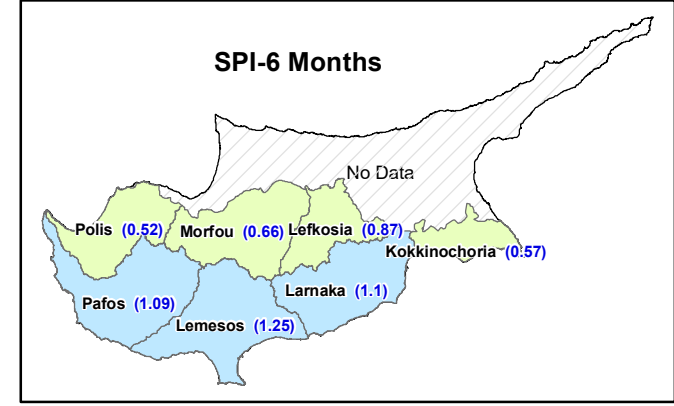 SPI-6 Months
No Data
Polis (0.52)
Morfou (0.66)
Lefkosia (0.87)
Kokkinochoria (0.57)
Larnaka (1.1)
Pafos (1.09)
Lemesos (1.25)